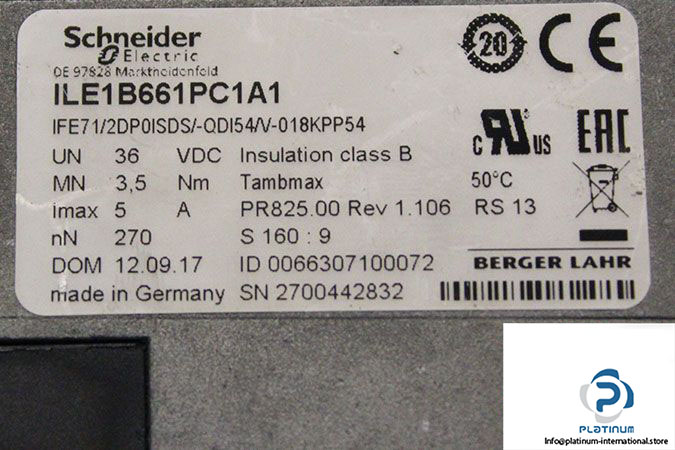 Schneider
Electric
DE 97828 Marktheidenfeld
20
CE
ILE1B661PC1A1
IFE71/2DP0ISDS/-ODI54/V-018KPP54
c RU US
EAC
UN 36 VDC Insulation class B
MN 3,5 Nm Tambmax 50°C
Imax 5 A PR825.00 Rev 1.106 RS 13
nN 270 S 160 : 9
DOM 12.09.17 ID 0066307100072 BERGER LAHR
made in Germany SN 2700442832
PLATINUM
Info@platinum-international.store